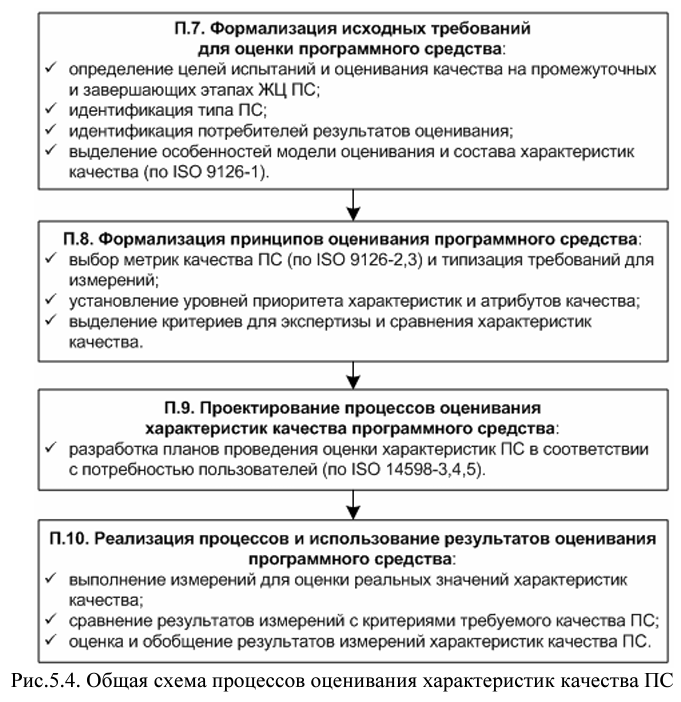 П.7. Формализация исходных требований
для оценки программного средства:
✓ определение целей испытаний и оценивания качества на промежуточных
и завершающих этапах ЖЦ ПС;
✓ идентификация типа ПС;
✓ идентификация потребителей результатов оценивания;
✓ выделение особенностей модели оценивания и состава характеристик
качества (по ISO 9126-1).
П.8. Формализация принципов оценивания программного средства:
✓ выбор метрик качества ПС (по ISO 9126-2,3) и типизация требований для
измерений;
✓ установление уровней приоритета характеристик и атрибутов качества;
✓ выделение критериев для экспертизы и сравнения характеристик
качества.
П.9. Проектирование процессов оценивания
характеристик качества программного средства:
✓ разработка планов проведения оценки характеристик ПС в соответствии
с потребностью пользователей (по ISO 14598-3,4,5).
П.10. Реализация процессов и использование результатов оценивания
программного средства:
✓ выполнение измерений для оценки реальных значений характеристик
качества;
✓ сравнение результатов измерений с критериями требуемого качества ПС;
✓ оценка и обобщение результатов измерений характеристик качества ПС.
Рис.5.4. Общая схема процессов оценивания характеристик качества ПС